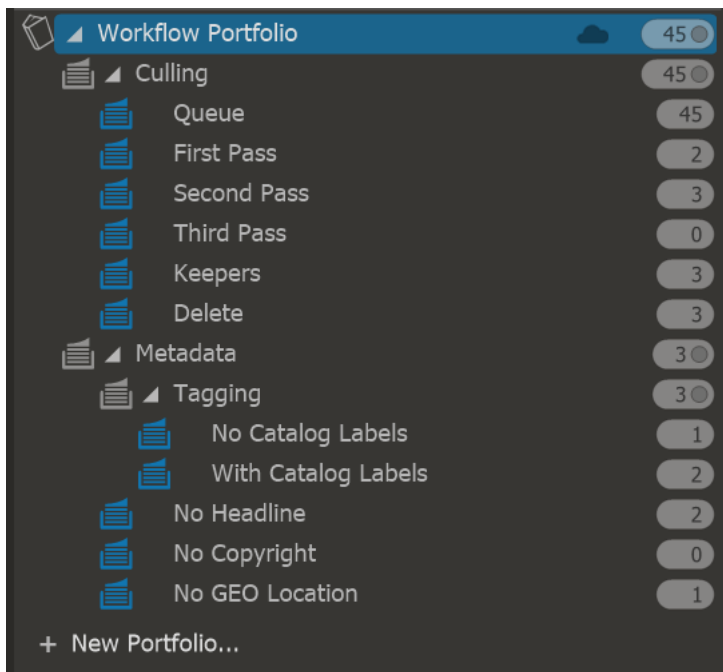 Workflow Portfolio 45
Culling 45
Queue 45
First Pass 2
Second Pass 3
Third Pass 0
Keepers 3
Delete 3
Metadata 3
Tagging 3
No Catalog Labels 1
With Catalog Labels 2
No Headline 2
No Copyright 0
No GEO Location 1
+ New Portfolio...